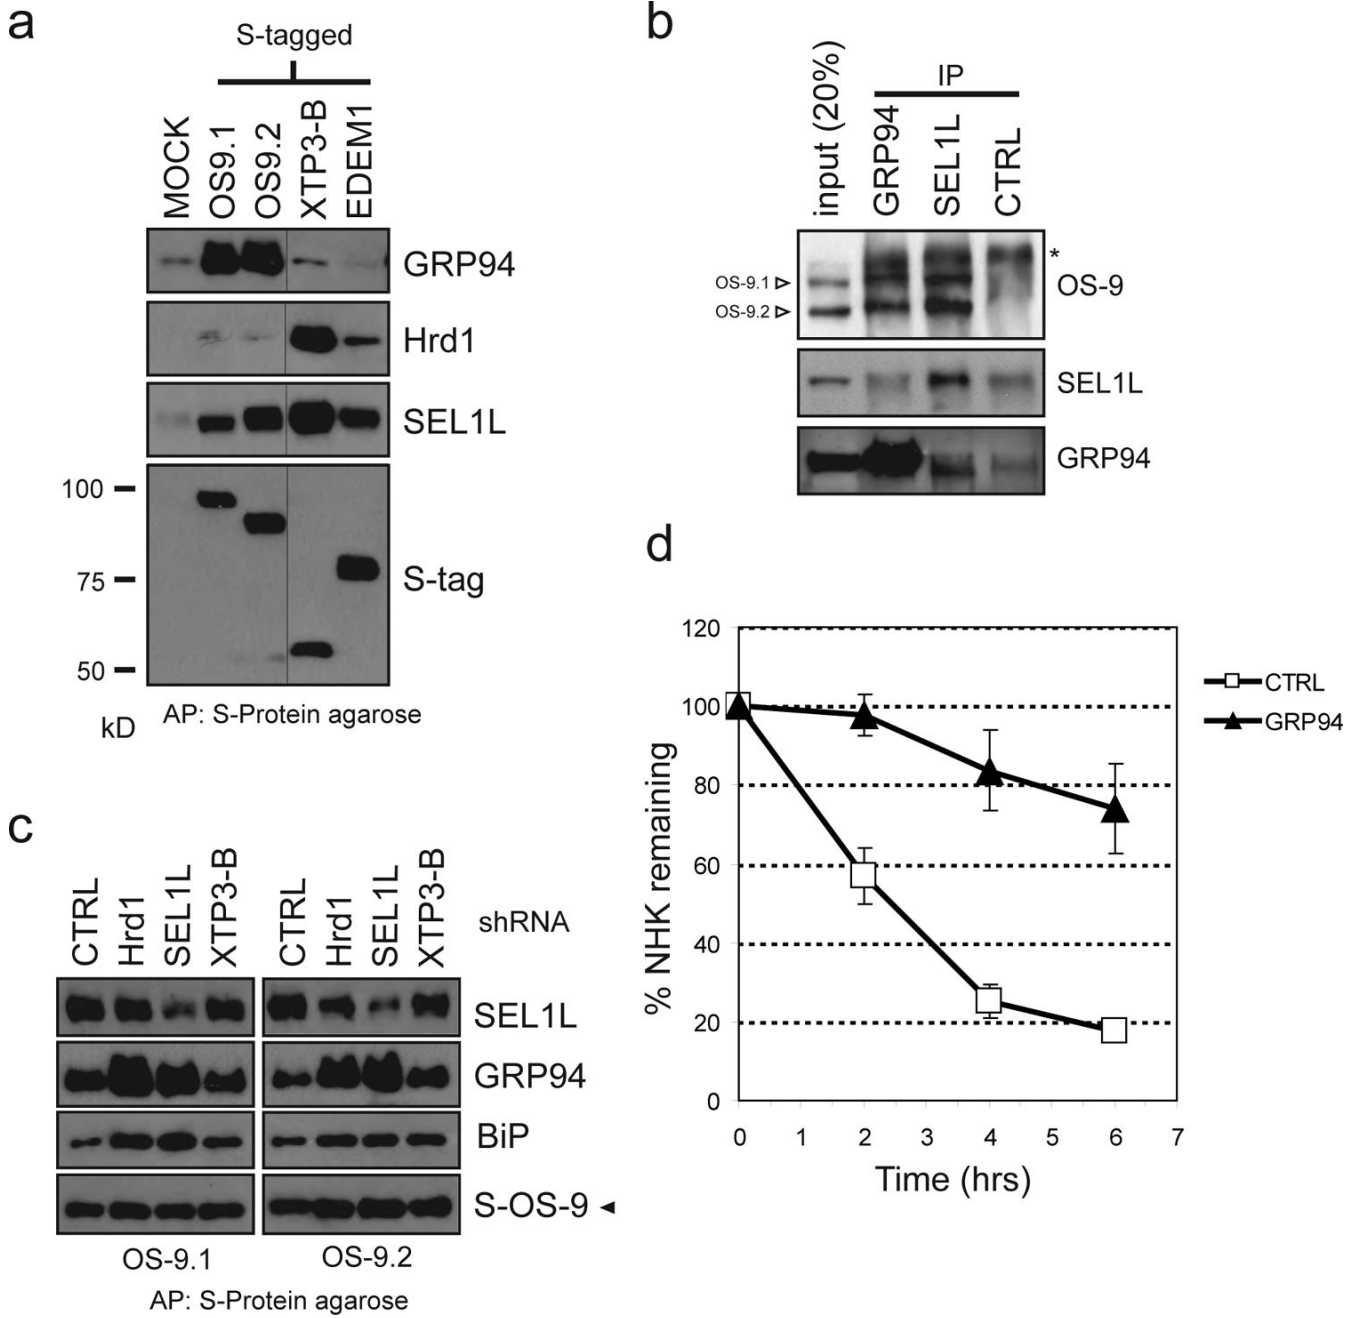 a
S-tagged
MOCK
OS9.1
OS9.2
XTP3-B
EDEM1
GRP94
Hrd1
SEL1L
100
75
50
kD
S-tag
AP: S-Protein agarose
b
IP
input (20%)
GRP94
SEL1L
CTRL
*
OS-9.1
OS-9.2
OS-9
SEL1L
GRP94
c
CTRL
Hrd1
SEL1L
XTP3-B
CTRL
Hrd1
SEL1L
XTP3-B
shRNA
SEL1L
GRP94
BiP
S-OS-9
OS-9.1
OS-9.2
AP: S-Protein agarose
d
120
100
80
60
40
20
0
% NHK remaining
0 1 2 3 4 5 6 7
Time (hrs)
CTRL
GRP94